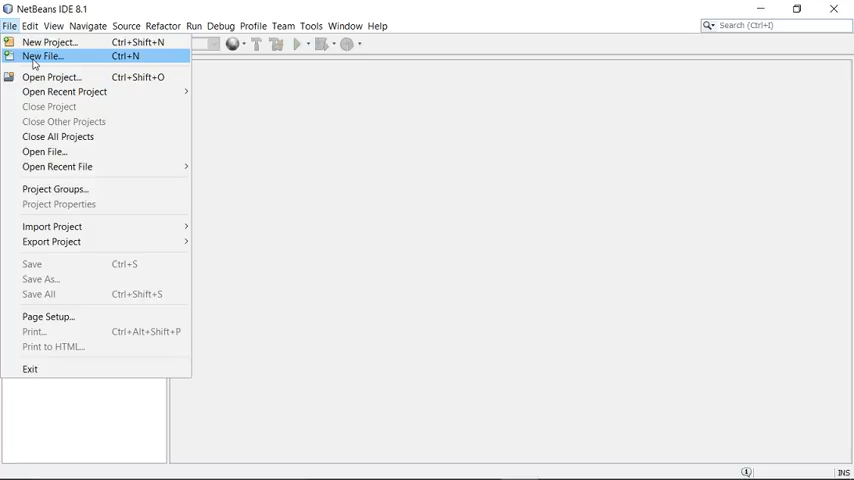 NetBeans IDE 8.1
File Edit View Navigate Source Refactor Run Debug Profile Team Tools Window Help
Search (Ctrl+I)
New Project... Ctrl+Shift+N
New File... Ctrl+N
Open Project... Ctrl+Shift+O
Open Recent Project
Close Project
Close Other Projects
Close All Projects
Open File...
Open Recent File
Project Groups...
Project Properties
Import Project
Export Project
Save Ctrl+S
Save As...
Save All Ctrl+Shift+S
Page Setup...
Print... Ctrl+Alt+Shift+P
Print to HTML...
Exit
INS